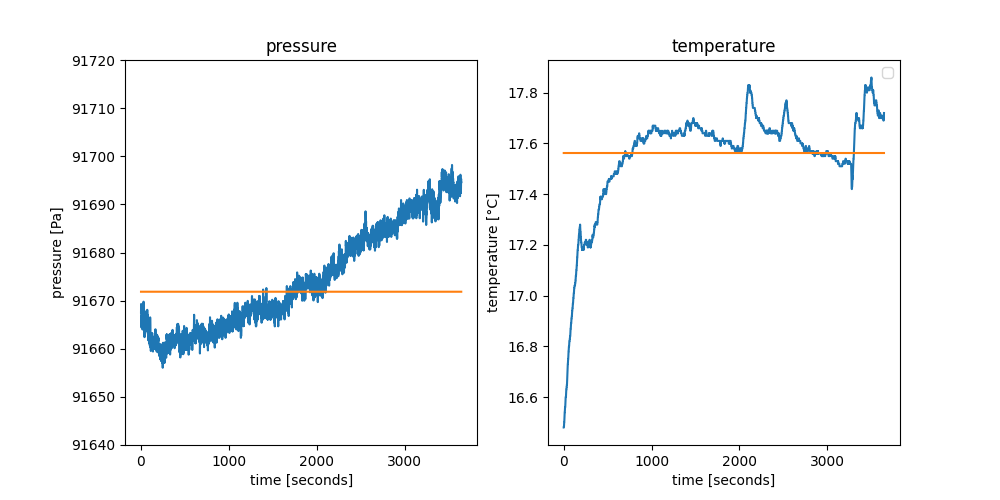 pressure
91720
91710
91700
91690
91680
91670
91660
91650
91640
pressure [Pa]
0 1000 2000 3000
time [seconds]
temperature
17.8
17.6
17.4
17.2
17.0
16.8
16.6
temperature [°C]
0 1000 2000 3000
time [seconds]